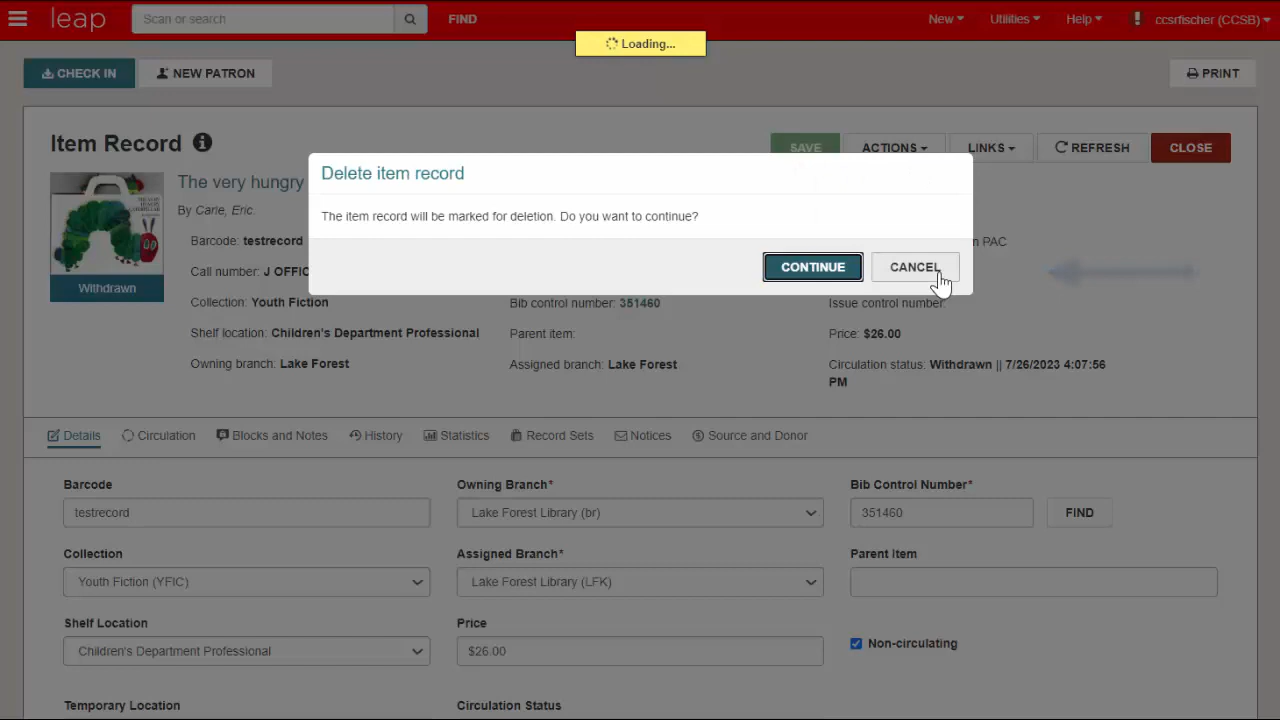 leap
Scan or search
FIND
New
Utilities
Help
ccsrfischer (CCSB)
Loading...
CHECK IN
NEW PATRON
PRINT
Item Record
SAVE
ACTIONS
LINKS
REFRESH
CLOSE
Delete item record
The item record will be marked for deletion. Do you want to continue?
CONTINUE
CANCEL
The very hungry
By Carle, Eric.
Barcode: testrecord
n PAC
Call number: J OFFIC
Withdrawn
Collection: Youth Fiction
Bib control number: 351460
Issue control number:
Shelf location: Children's Department Professional
Parent item:
Price: $26.00
Owning branch: Lake Forest
Assigned branch: Lake Forest
Circulation status: Withdrawn || 7/26/2023 4:07:56
PM
Details
Circulation
Blocks and Notes
History
Statistics
Record Sets
Notices
Source and Donor
Barcode
Owning Branch*
Bib Control Number*
testrecord
Lake Forest Library (br)
351460
FIND
Collection
Assigned Branch*
Parent Item
Youth Fiction (YFIC)
Lake Forest Library (LFK)
Shelf Location
Price
Children's Department Professional
$26.00
Non-circulating
Temporary Location
Circulation Status